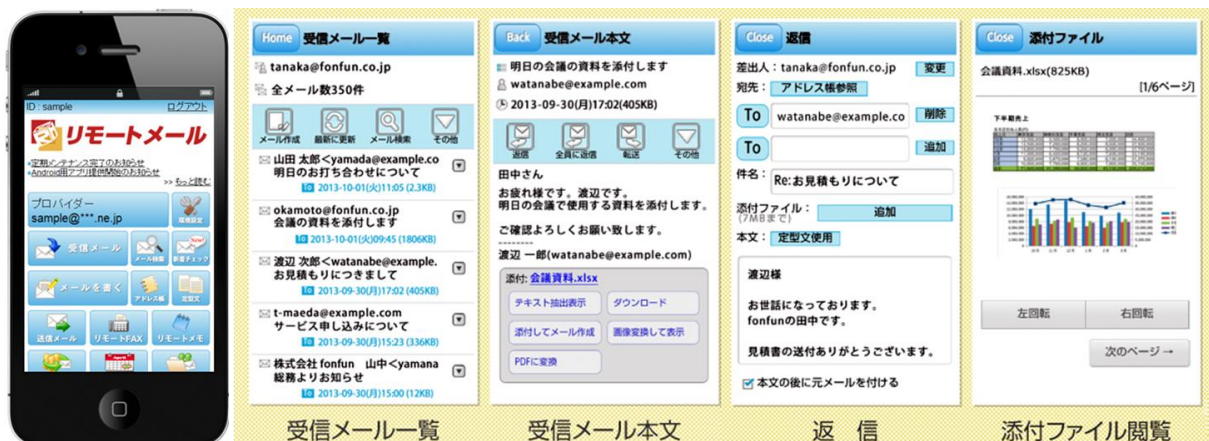 ID : sample
ログアウト
リモートメール
定期メンテナンス完了のお知らせ
Android用アプリ提供開始のお知らせ
>> もっと読む
プロバイダー
sample@***.ne.jp
環境設定
受信メール
メール検索
新着チェック
メールを書く
アドレス帳
定型文
送信メール
リモートFAX
リモートメモ
Home
受信メール一覧
tanaka@fonfun.co.jp
全メール数350件
メール作成
最新に更新
メール検索
その他
山田 太郎<yamada@example.co
明日のお打ち合わせについて
To 2013-10-01(火)11:05 (2.3KB)
okamoto@fonfun.co.jp
会議の資料を添付します
To 2013-10-01(火)09:45 (1806KB)
渡辺 次郎<watanabe@example.
お見積もりにつきまして
To 2013-09-30(月)17:02 (405KB)
t-maeda@example.com
サービス申し込みについて
To 2013-09-30(月)15:23 (336KB)
株式会社 fonfun 山中<yamana
総務よりお知らせ
To 2013-09-30(月)15:00 (12KB)
受信メール一覧
Back
受信メール本文
明日の会議の資料を添付します
watanabe@example.com
2013-09-30(月)17:02(405KB)
返信
全員に返信
転送
その他
田中さん
お疲れ様です。渡辺です。
明日の会議で使用する資料を添付します。
ご確認よろしくお願い致します。
--------
渡辺 一郎(watanabe@example.com)
添付: 会議資料.xlsx
テキスト抽出表示
ダウンロード
添付してメール作成
画像変換して表示
PDFに変換
受信メール本文
Close
返信
差出人：tanaka@fonfun.co.jp
変更
宛先：
アドレス帳参照
To
watanabe@example.co
削除
To
追加
件名：
Re:お見積もりについて
添付ファイル：
(7MBまで)
追加
本文：
定型文使用
渡辺様
お世話になっております。
fonfunの田中です。
見積書の送付ありがとうございます。
本文の後に元メールを付ける
返 信
Close
添付ファイル
会議資料.xlsx(825KB)
[1/6ページ]
下半期売上
左回転
右回転
次のページ→
添付ファイル閲覧